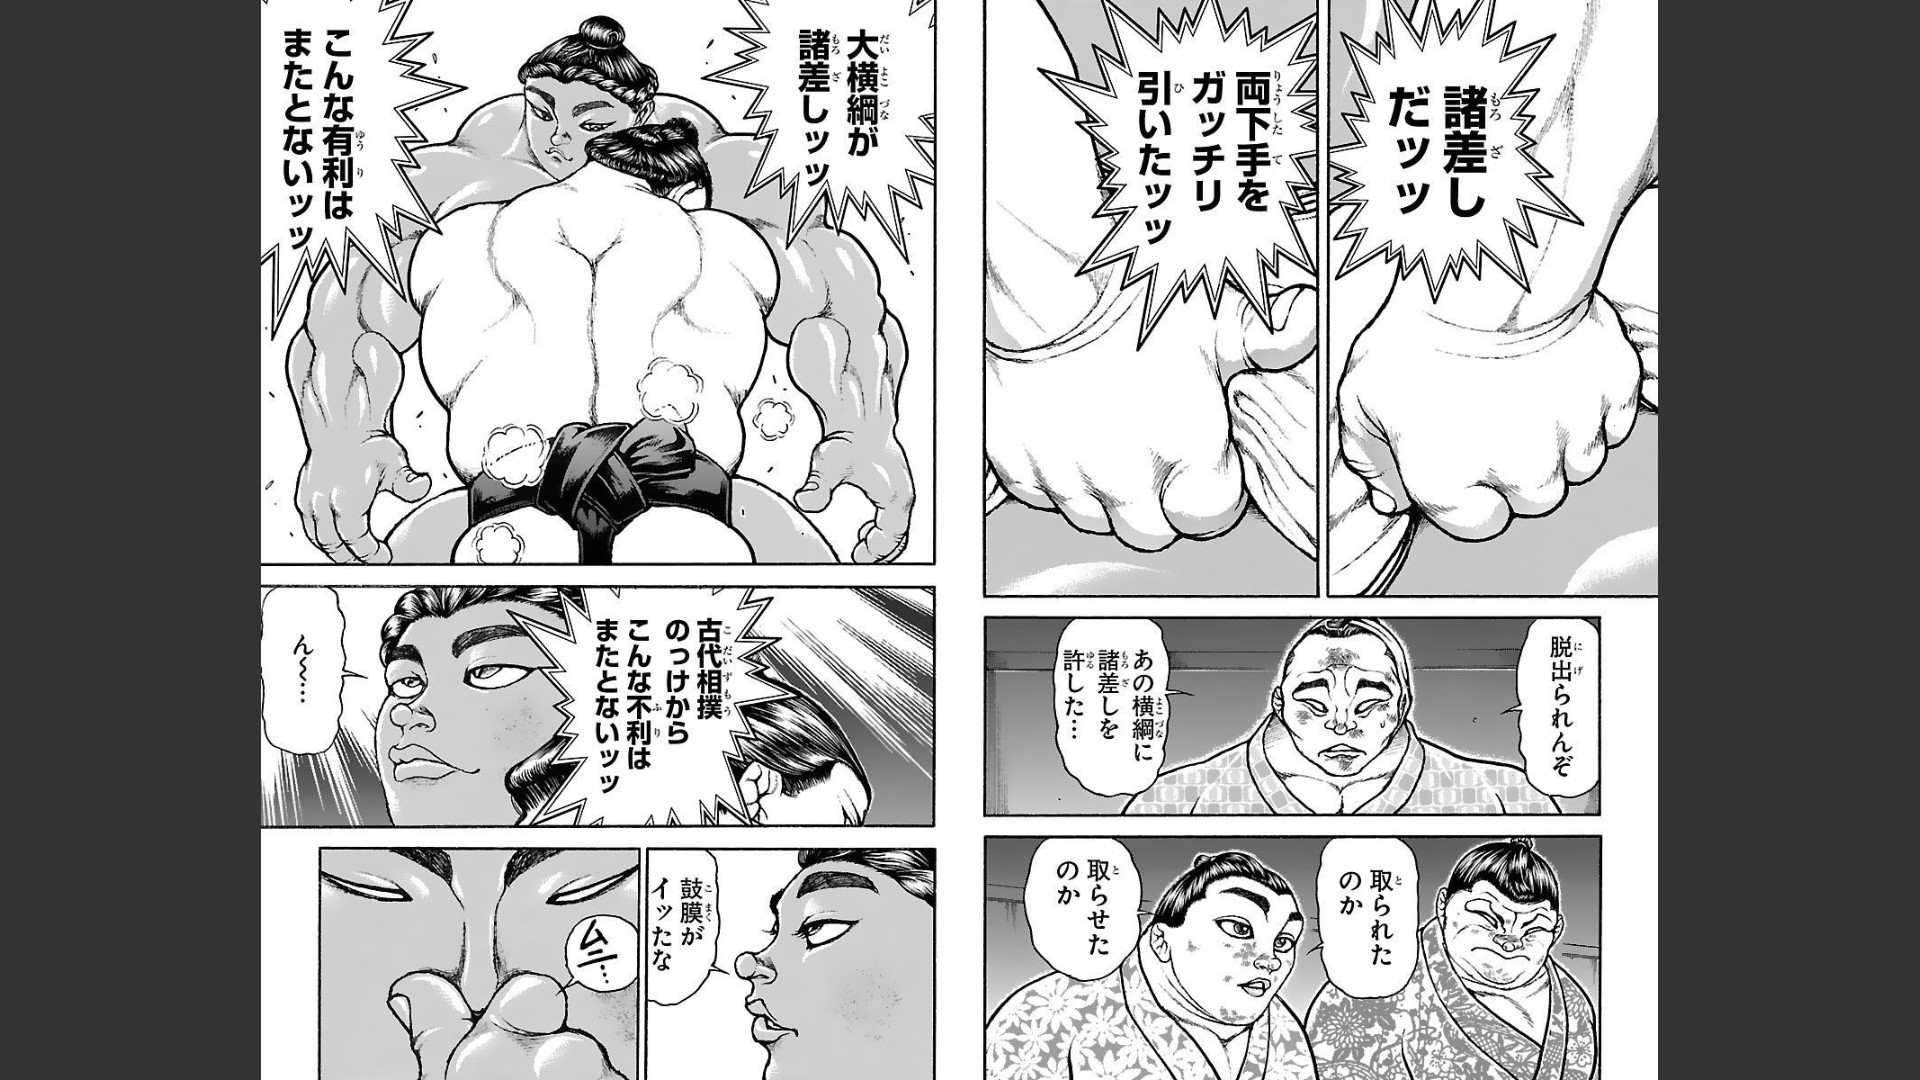 諸差し
だッッ
両下手を
ガッチリ
引いたッッ
脱出られんぞ
あの横綱に
諸差しを
許した…
取られた
のか
取らせた
のか
大横綱が
諸差しッッ
こんな有利は
またとないッッ
古代相撲
のっけから
こんな不利は
またとないッッ
ん〜…
鼓膜が
イッたな
ムニ…